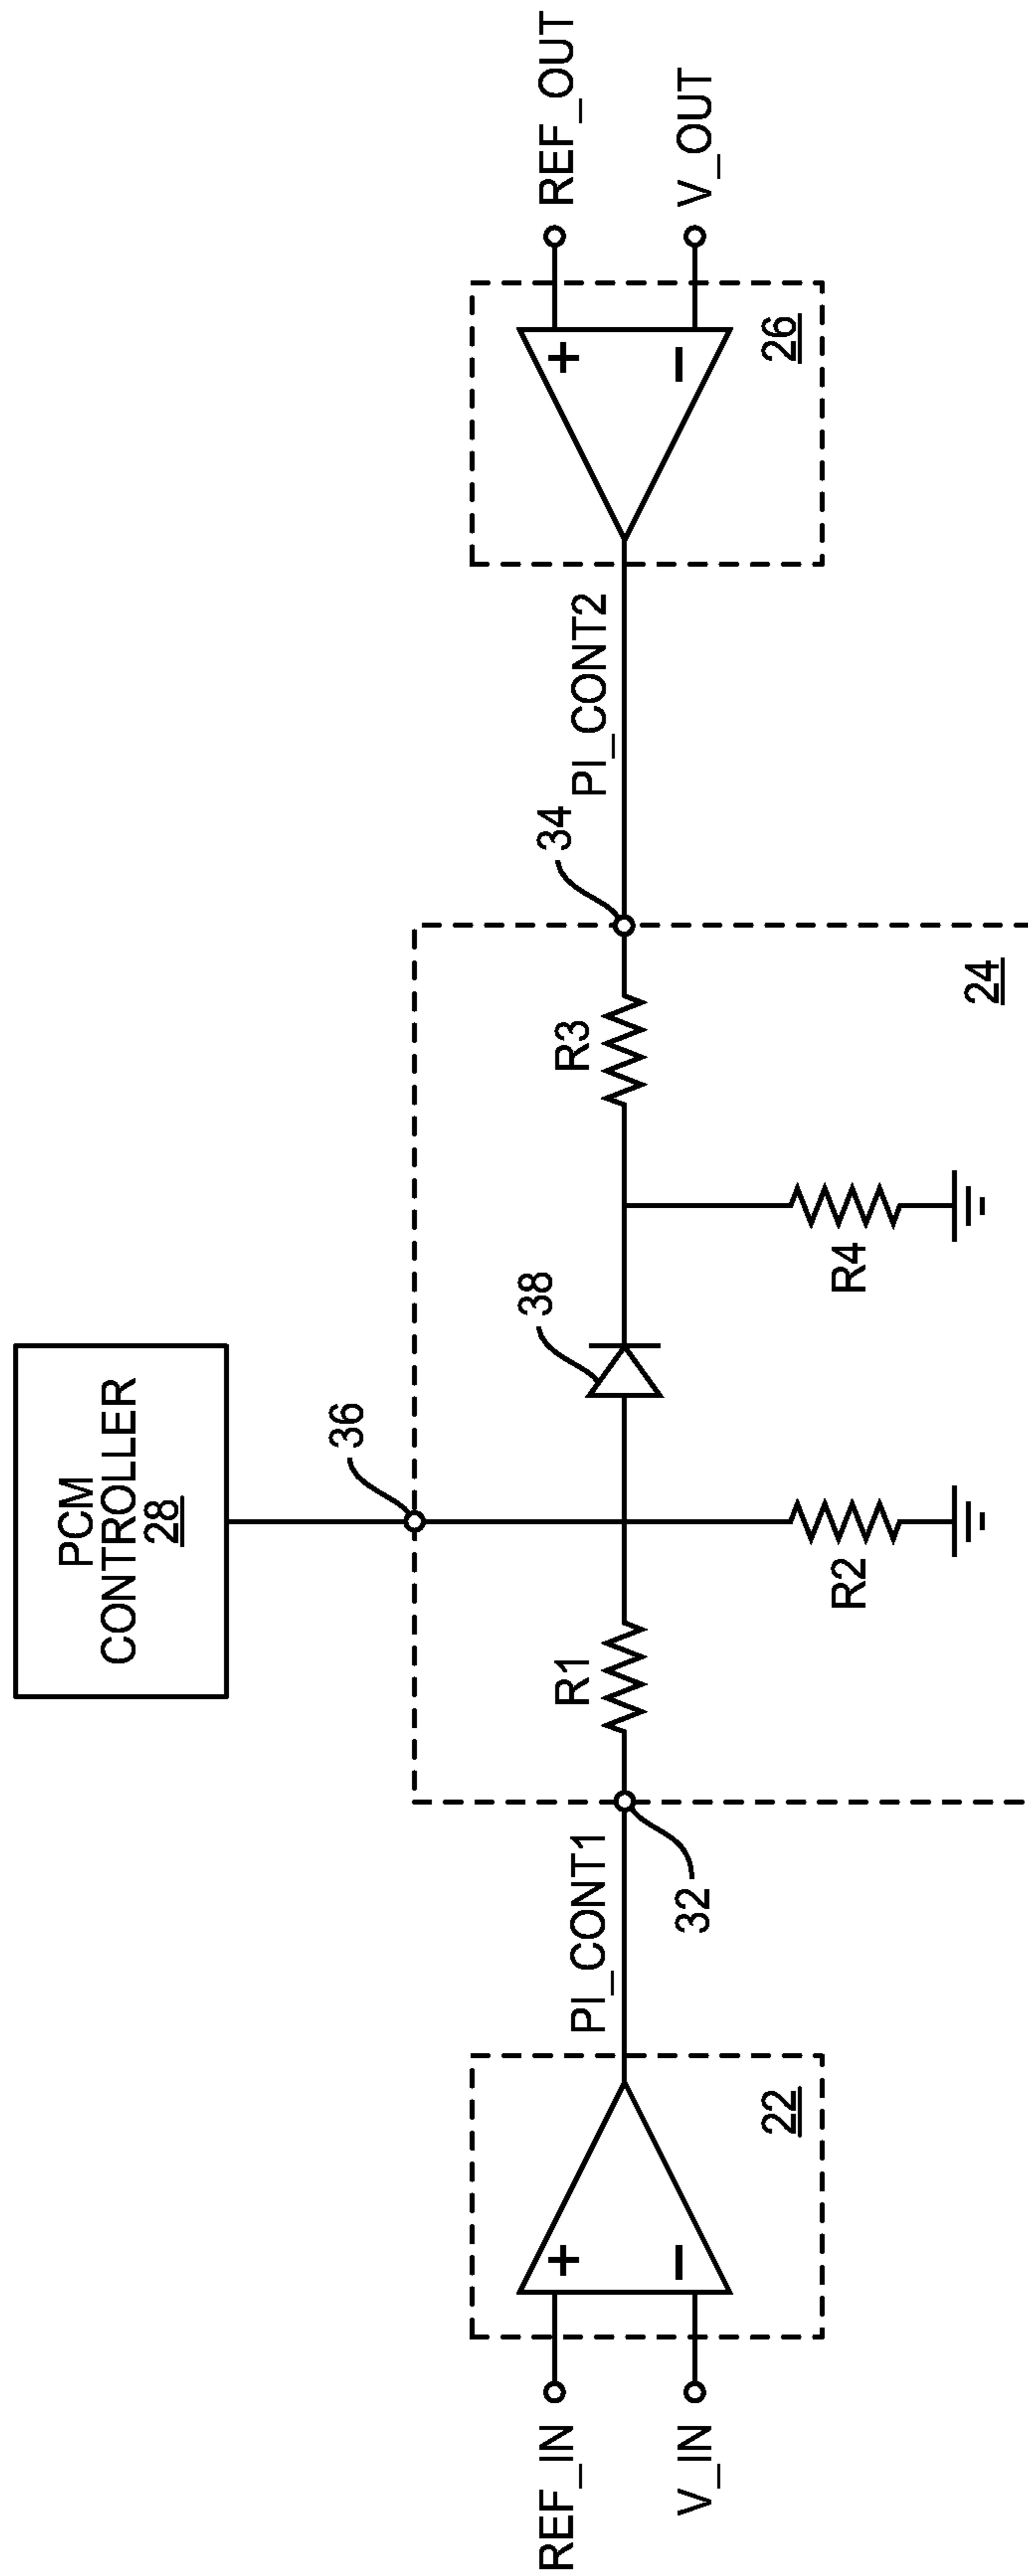 PCM
CONTROLLER
28
36
REF_IN
V_IN
+
−
22
PI_CONT1
32
R1
R2
38
R4
R3
24
34
PI_CONT2
+
−
26
REF_OUT
V_OUT